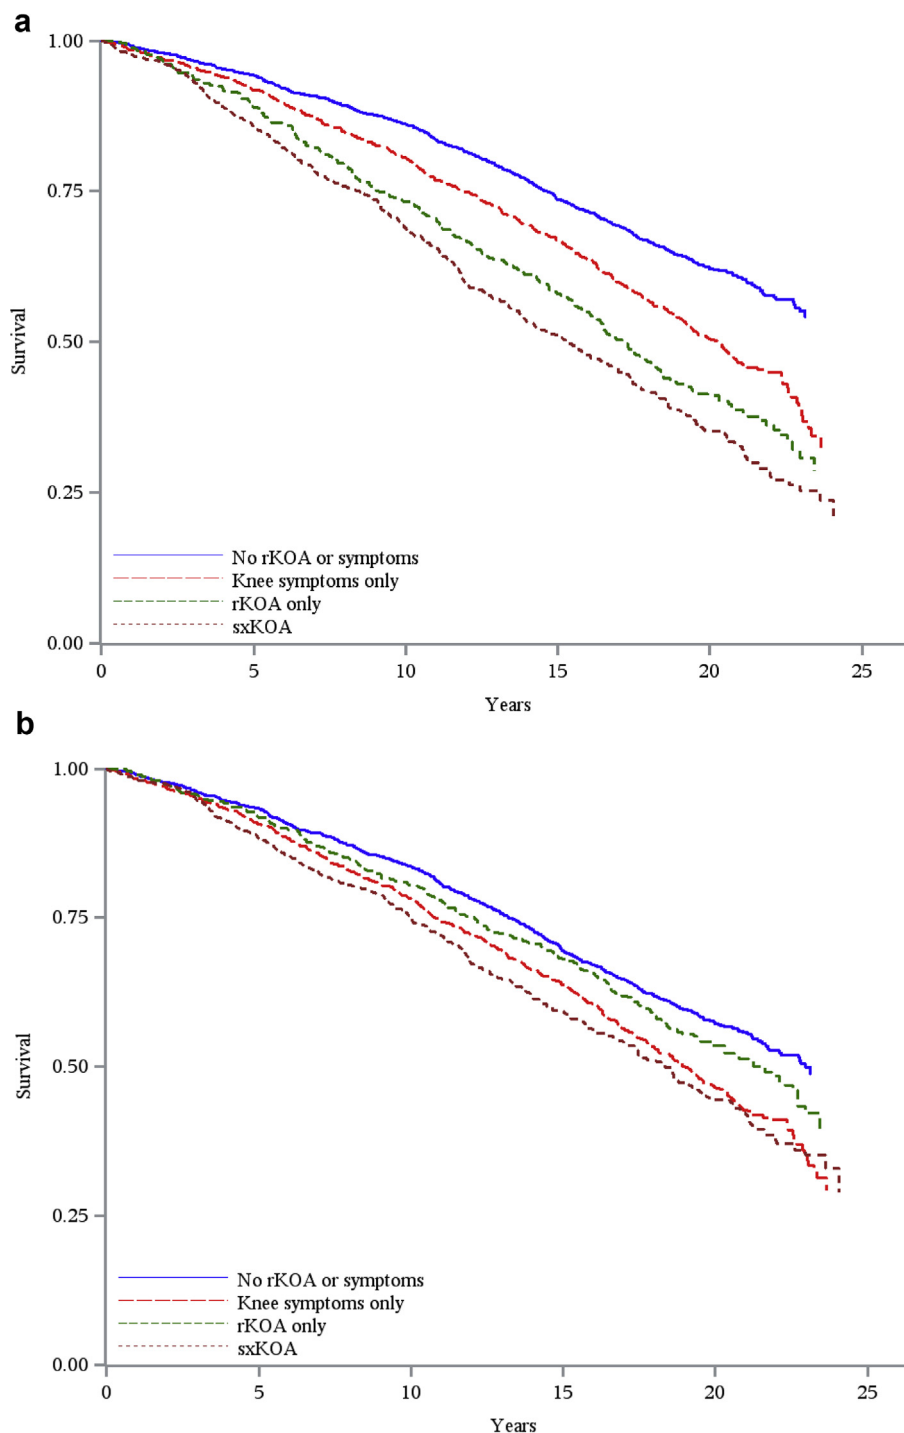 a
1.00
0.75
0.50
0.25
0.00
Survival
No rKOA or symptoms
Knee symptoms only
rKOA only
sxKOA
0 5 10 15 20 25
Years
b
1.00
0.75
0.50
0.25
0.00
Survival
No rKOA or symptoms
Knee symptoms only
rKOA only
sxKOA
0 5 10 15 20 25
Years